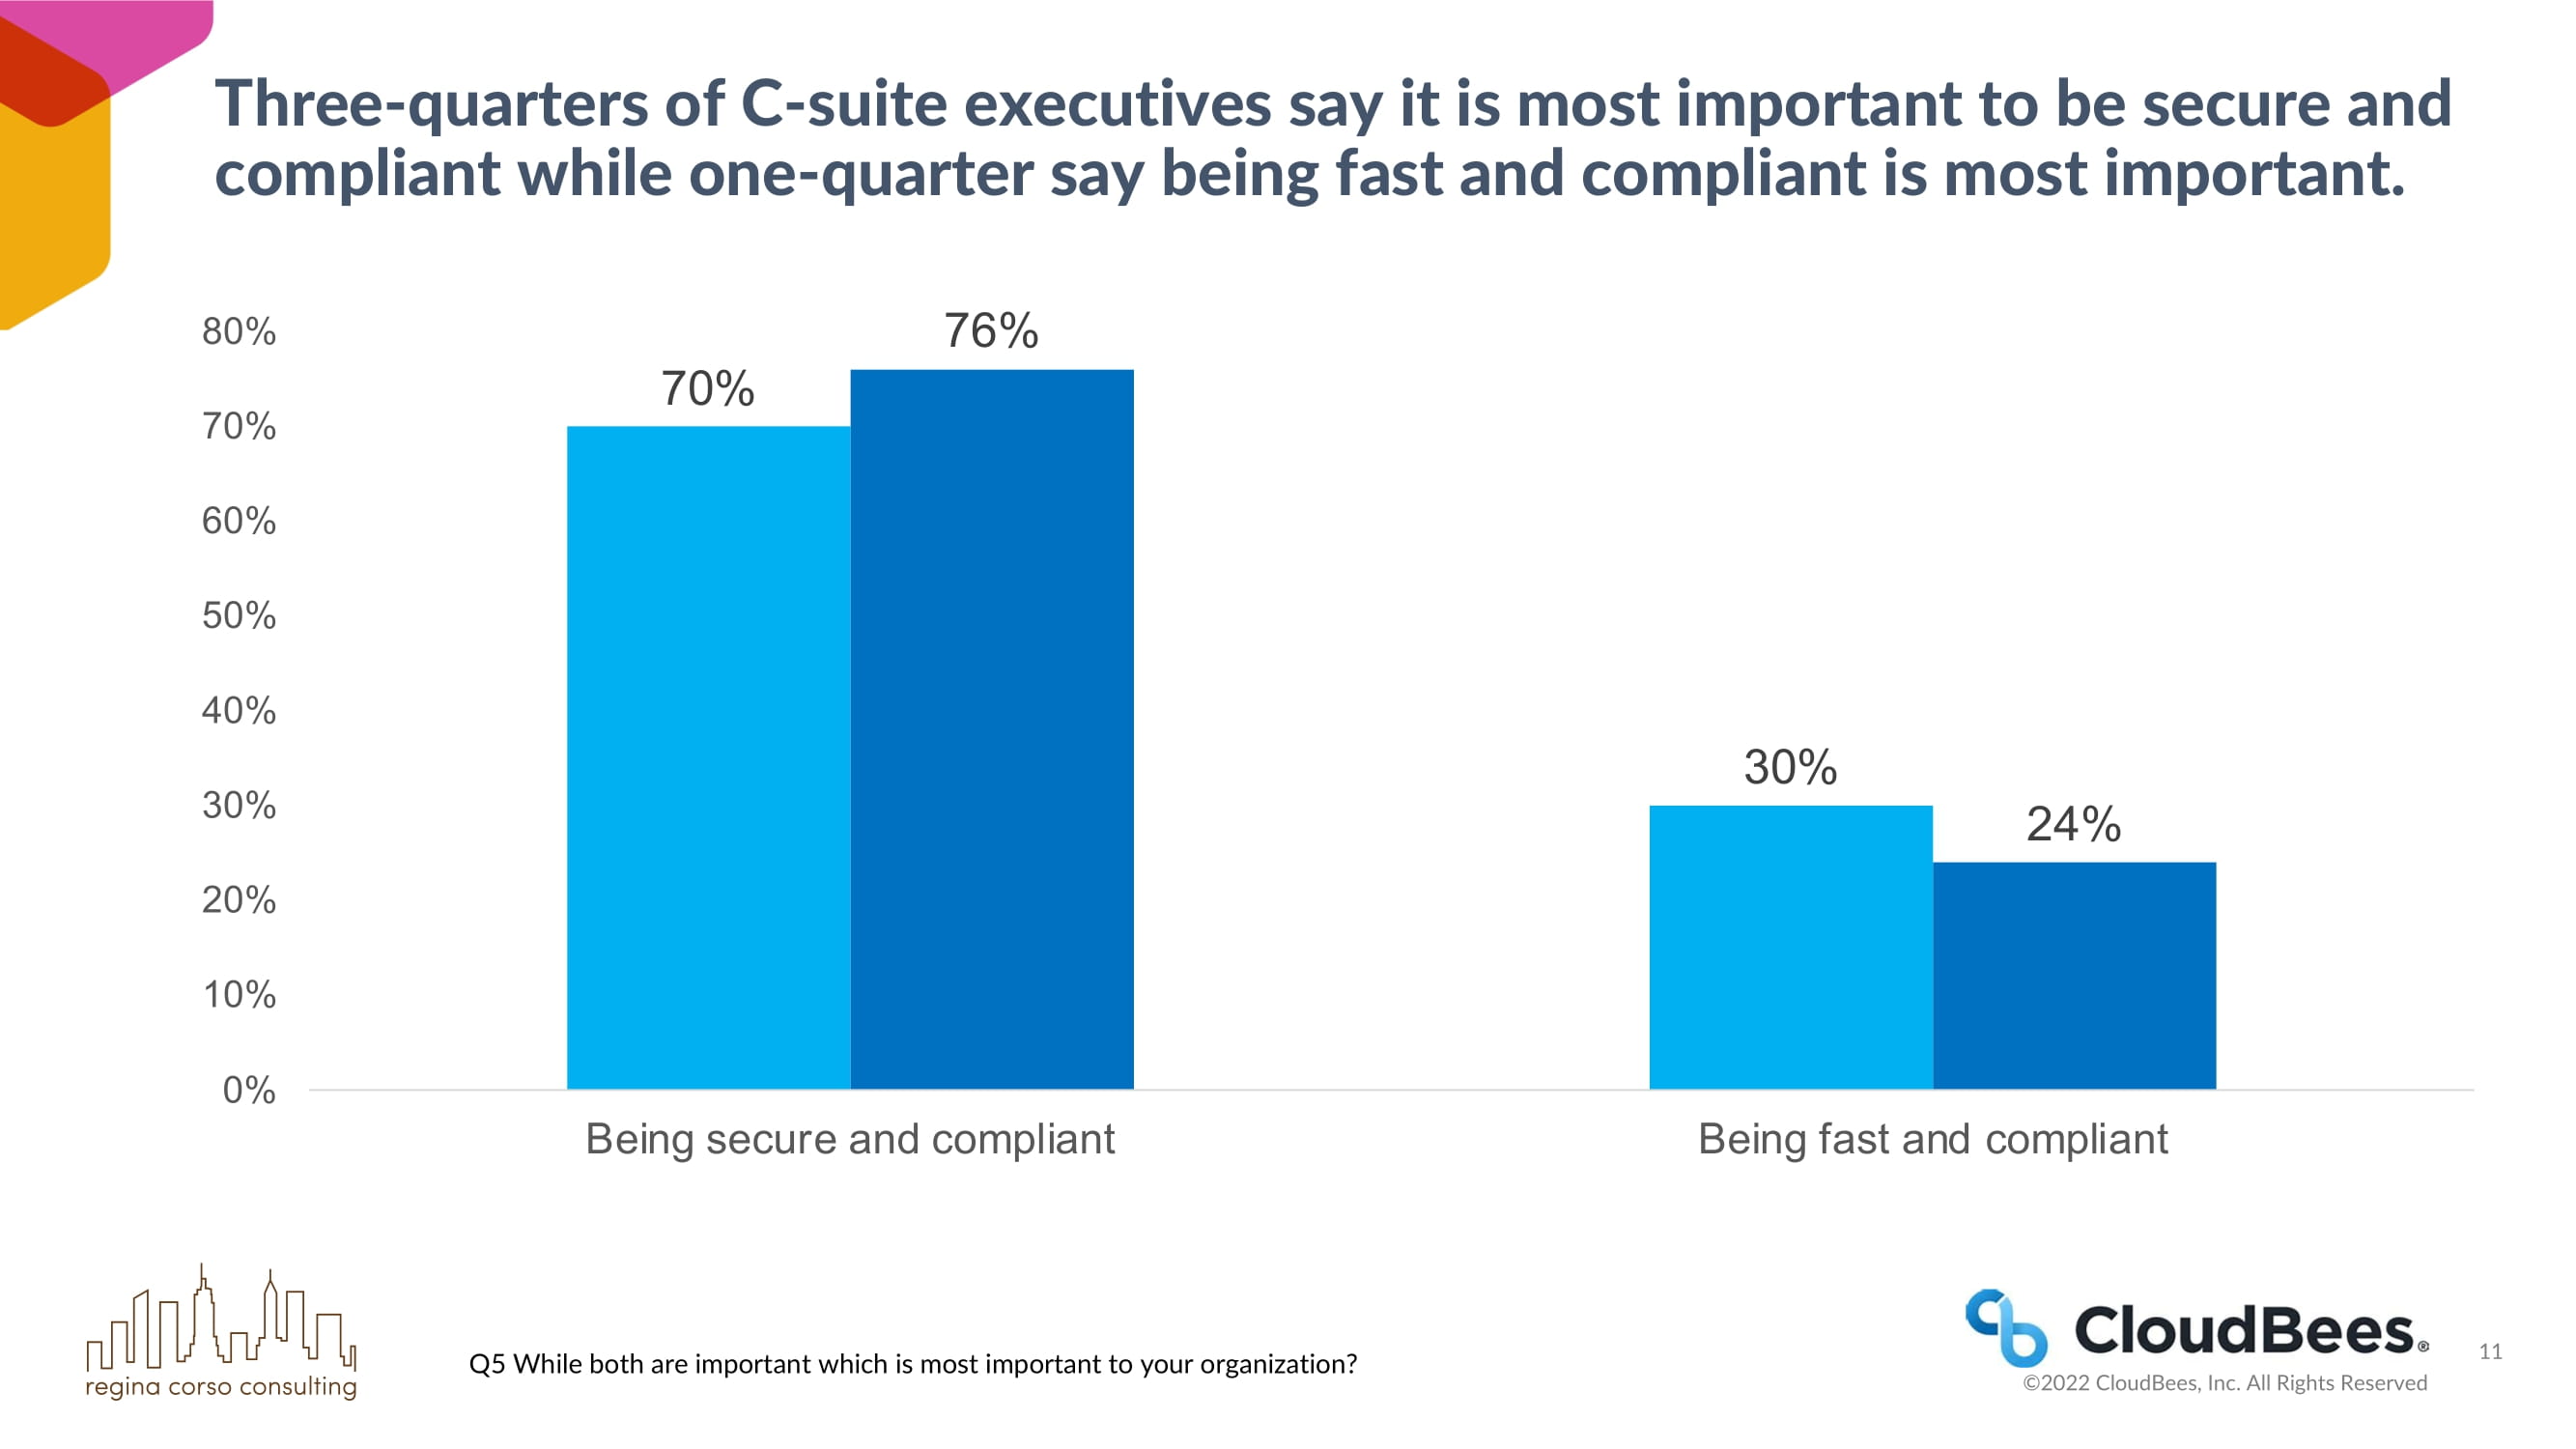 Three-quarters of C-suite executives say it is most important to be secure and
compliant while one-quarter say being fast and compliant is most important.
80%
70%
60%
50%
40%
30%
20%
10%
0%
70%
76%
30%
24%
Being secure and compliant
Being fast and compliant
regina corso consulting
Q5 While both are important which is most important to your organization?
CloudBees®
©2022 CloudBees, Inc. All Rights Reserved
11